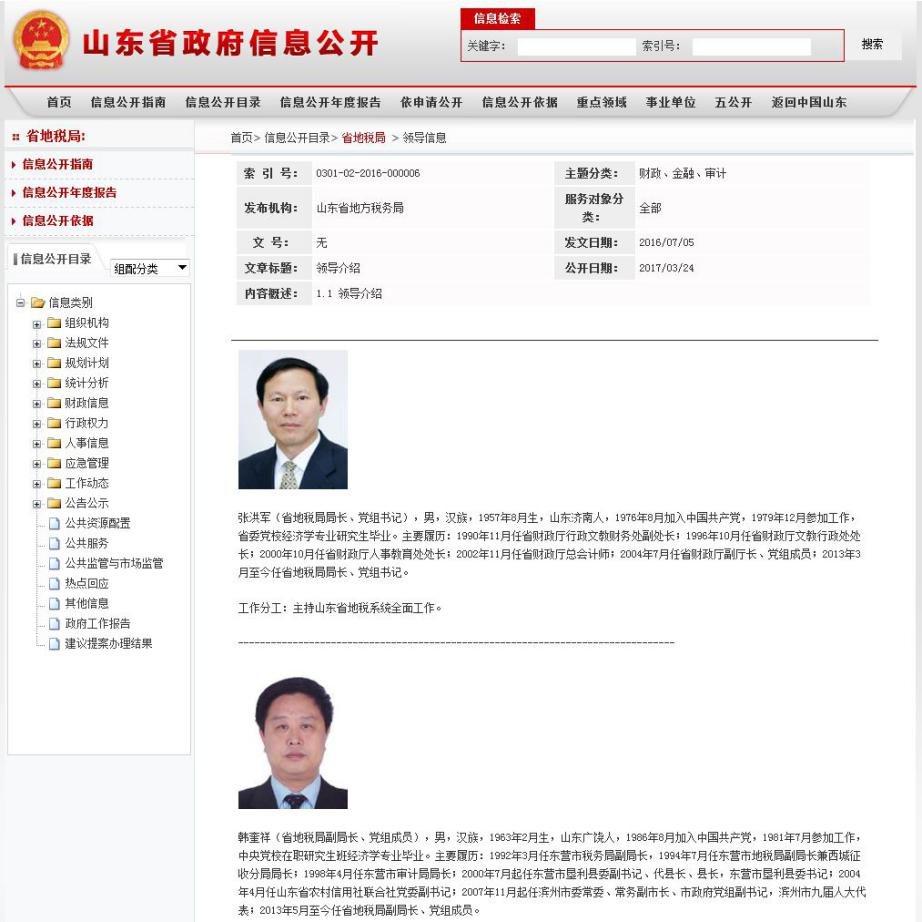 山东省政府信息公开
信息检索
关键字： 索引号： 搜索
首页 信息公开指南 信息公开目录 信息公开年度报告 依申请公开 信息公开依据 重点领域 事业单位 五公开 返回中国山东
省地税局:
信息公开指南
信息公开年度报告
信息公开依据
信息公开目录
组配分类
信息类别
组织机构
法规文件
规划计划
统计分析
财政信息
行政权力
人事信息
应急管理
工作动态
公告公示
公共资源配置
公共服务
公共监管与市场监管
热点回应
其他信息
政府工作报告
建议提案办理结果
首页> 信息公开目录> 省地税局 > 领导信息
索 引 号： 0301-02-2016-000006 主题分类： 财政、金融、审计
发布机构： 山东省地方税务局 服务对象分类： 全部
文 号： 无 发文日期： 2016/07/05
文章标题： 领导介绍 公开日期： 2017/03/24
内容概述： 1.1 领导介绍
张洪军（省地税局局长、党组书记），男，汉族，1957年8月生，山东济南人，1976年8月加入中国共产党，1979年12月参加工作，
省委党校经济学专业研究生毕业。主要履历：1990年11月任省财政厅行政文教财务处副处长；1996年10月任省财政厅文教行政处处
长；2000年10月任省财政厅人事教育处处长；2002年11月任省财政厅总会计师；2004年7月任省财政厅副厅长、党组成员；2013年3
月至今任省地税局局长、党组书记。
工作分工：主持山东省地税系统全面工作。
--------------------------------------------------------------------------------
韩奎祥（省地税局副局长、党组成员），男，汉族，1963年2月生，山东广饶人，1986年8月加入中国共产党，1981年7月参加工作，
中央党校在职研究生班经济学专业毕业。主要履历：1992年3月任东营市税务局副局长，1994年7月任东营市地税局副局长兼西城征
收分局局长；1998年4月任东营市审计局局长；2000年7月起任东营市垦利县委副书记、代县长、县长，东营市垦利县委书记；2004
年4月任山东省农村信用社联合社党委副书记；2007年11月起任滨州市委常委、常务副市长、市政府党组副书记，滨州市九届人大代
表；2013年5月至今任省地税局副局长、党组成员。